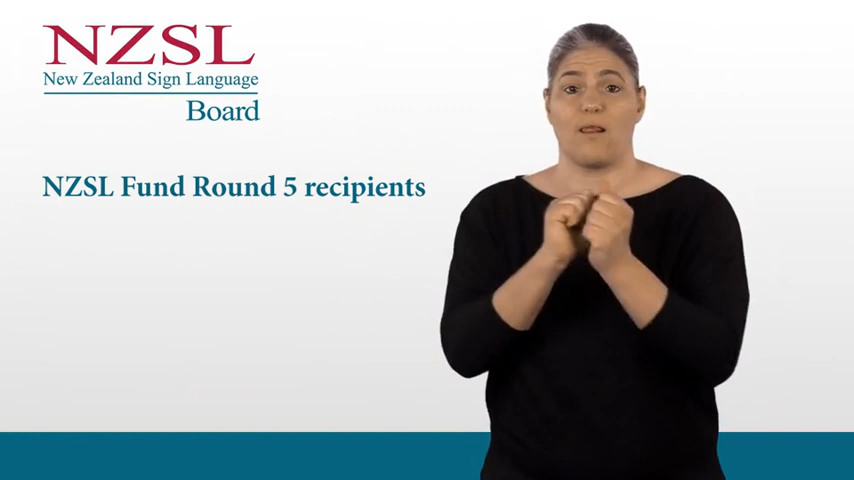 NZSL
New Zealand Sign Language
Board
NZSL Fund Round 5 recipients